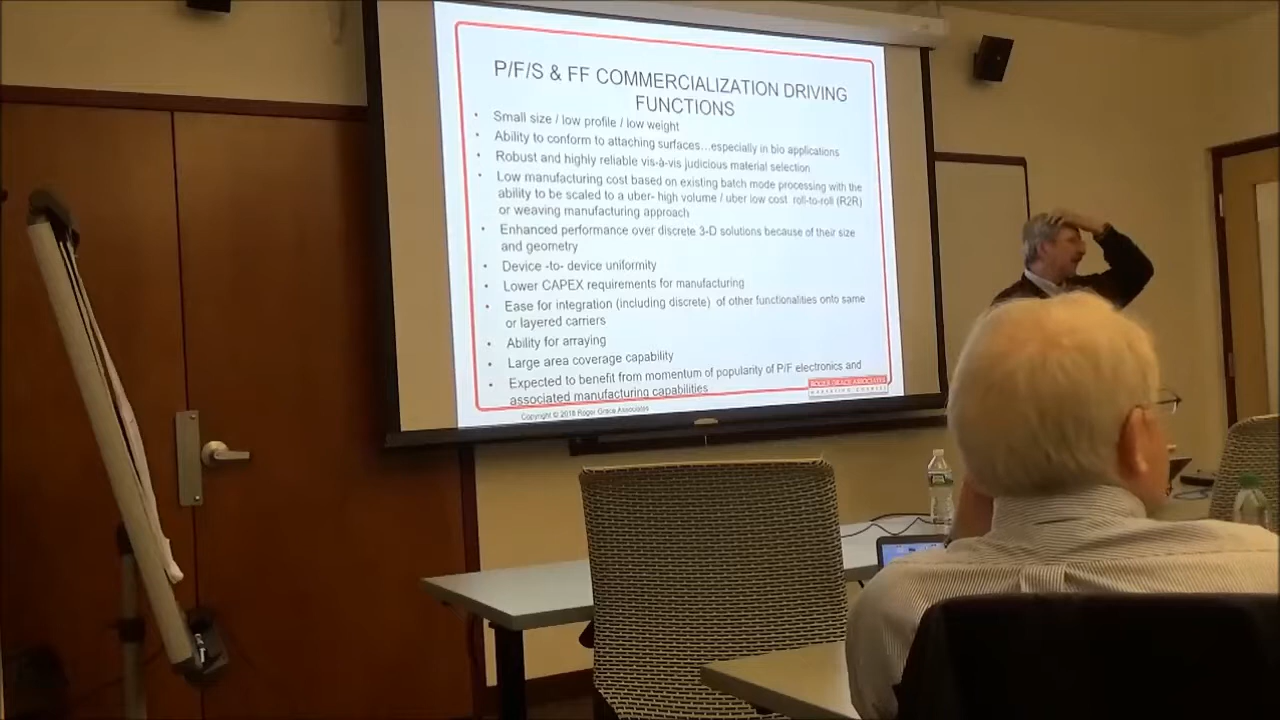 P/F/S & FF COMMERCIALIZATION DRIVING
FUNCTIONS
• Small size / low profile / low weight
• Ability to conform to attaching surfaces…especially in bio applications
• Robust and highly reliable vis-à-vis judicious material selection
• Low manufacturing cost based on existing batch mode processing with the
ability to be scaled to a uber- high volume / uber low cost roll-to-roll (R2R)
or weaving manufacturing approach
• Enhanced performance over discrete 3-D solutions because of their size
and geometry
• Device -to- device uniformity
• Lower CAPEX requirements for manufacturing
• Ease for integration (including discrete) of other functionalities onto same
or layered carriers
• Ability for arraying
• Large area coverage capability
• Expected to benefit from momentum of popularity of P/F electronics and
associated manufacturing capabilities
ROGER GRACE ASSOCIATES
Copyright © 2018 Roger Grace Associates